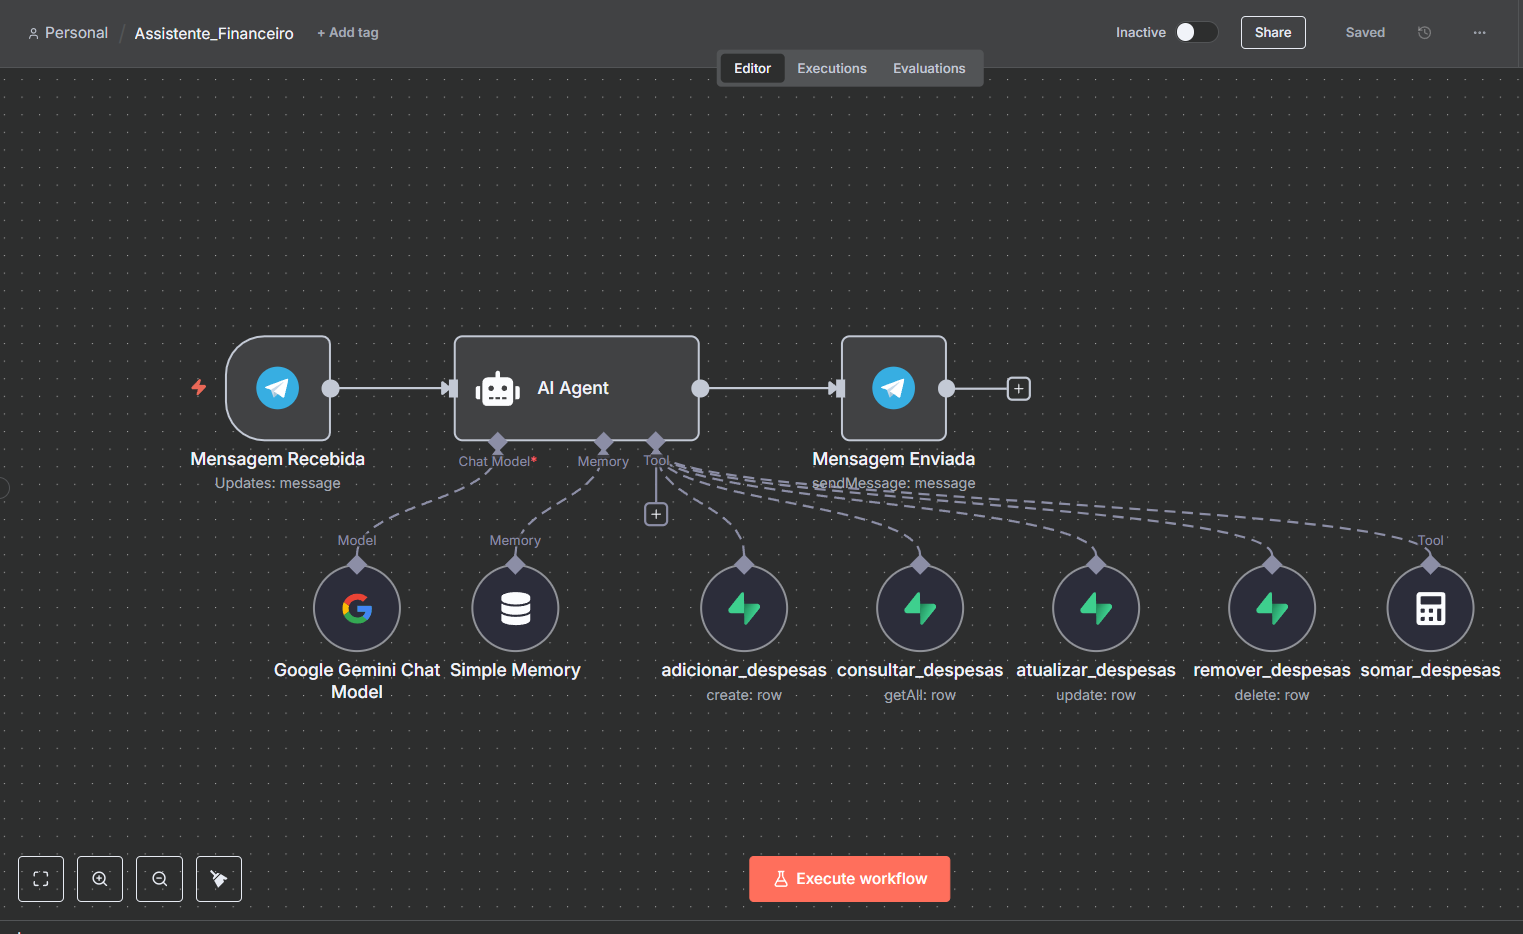 Personal / Assistente_Financeiro + Add tag
Inactive
Share
Saved
Editor
Executions
Evaluations
AI Agent
Mensagem Recebida
Updates: message
Chat Model*
Memory
Tool
Mensagem Enviada
sendMessage: message
Model
Memory
Tool
Google Gemini Chat
Model
Simple Memory
adicionar_despesas
create: row
consultar_despesas
getAll: row
atualizar_despesas
update: row
remover_despesas
delete: row
somar_despesas
Execute workflow